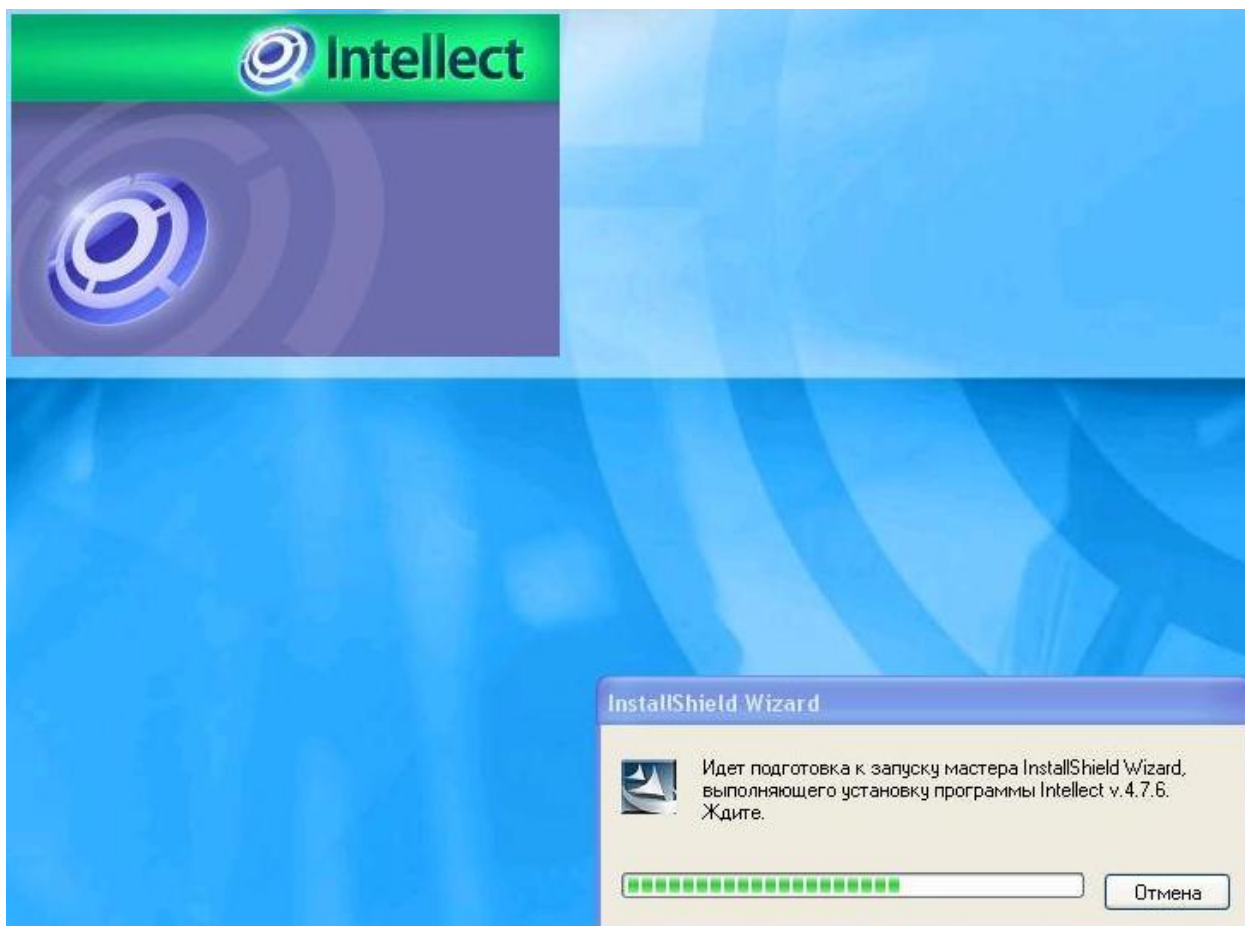 Intellect
InstallShield Wizard
Идет подготовка к запуску мастера InstallShield Wizard,
выполняющего установку программы Intellect v.4.7.6.
Ждите.
Отмена